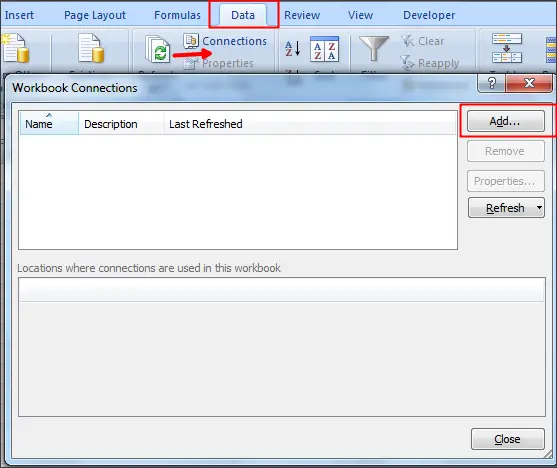 Insert Page Layout Formulas Data Review View Developer
Connections
Properties
Clear
Reapply
Workbook Connections
Name Description Last Refreshed
Add...
Remove
Properties...
Refresh
Locations where connections are used in this workbook
Close